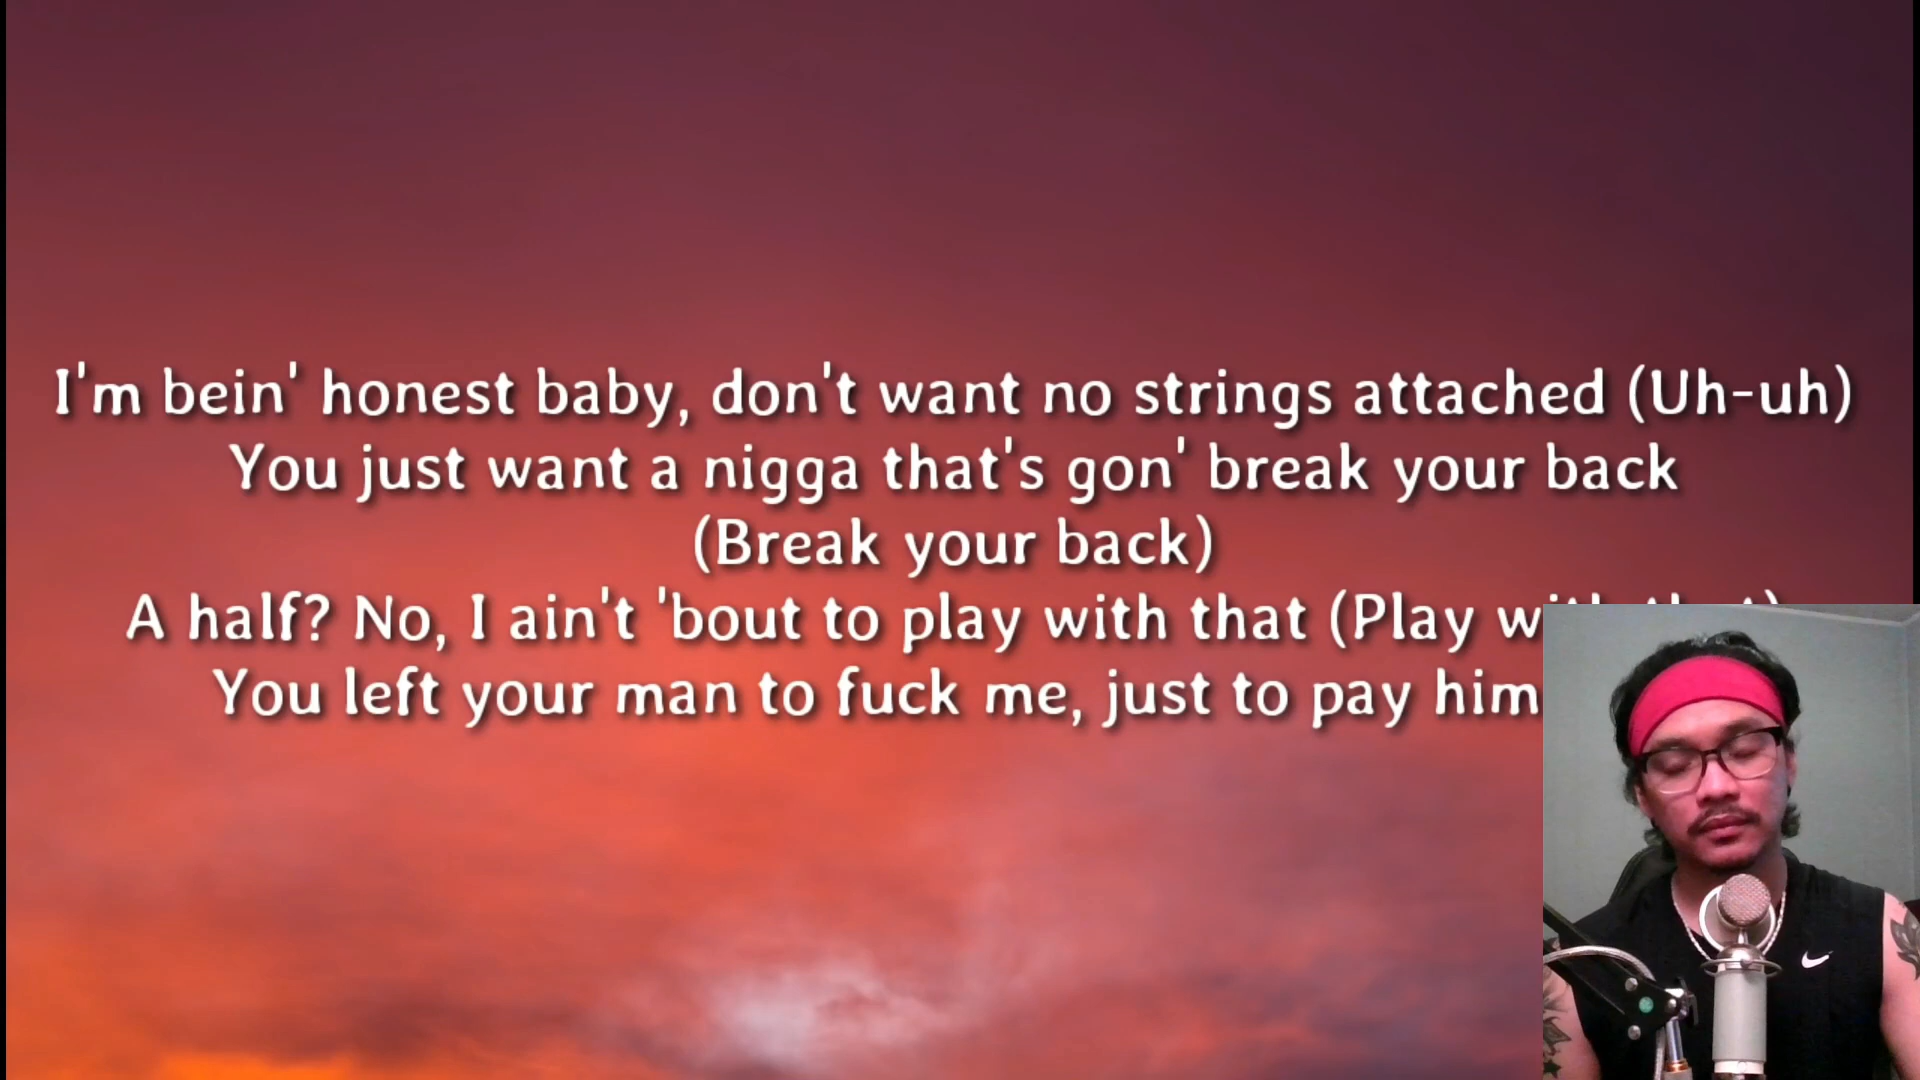 I'm bein' honest baby, don't want no strings attached (Uh-uh)
You just want a nigga that's gon' break your back
(Break your back)
A half? No, I ain't 'bout to play with that (Play
You left your man to fuck me, just to pay him